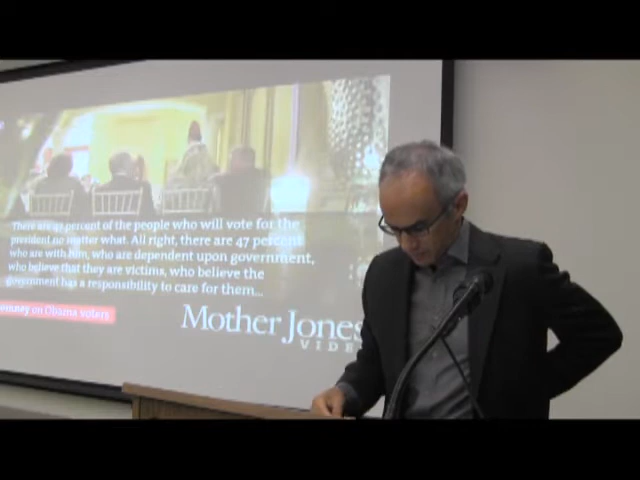 There are 47 percent of the people who will vote for the
president no matter what. All right, there are 47 percent
who are with him, who are dependent upon government,
who believe that they are victims, who believe the
government has a responsibility to care for them...
omney on Obama voters
Mother Jones
VIDE